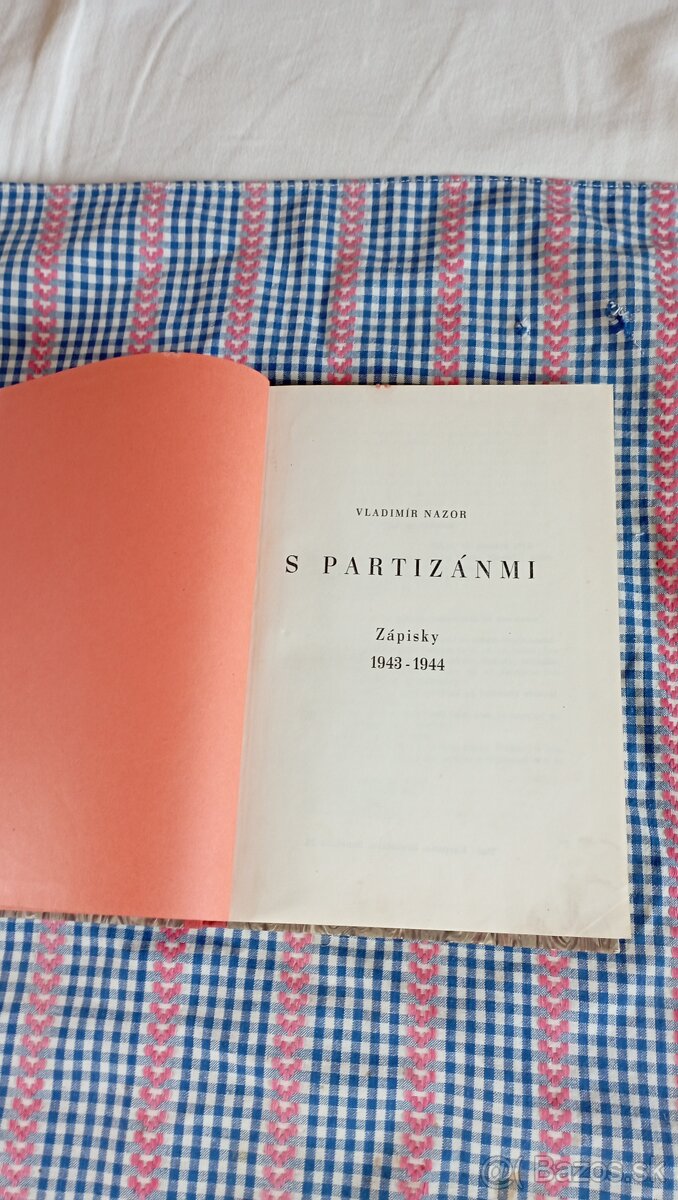 VLADIMÍR NAZOR
S PARTIZÁNMI
Zápisky
1943 - 1944
Bazos.sk